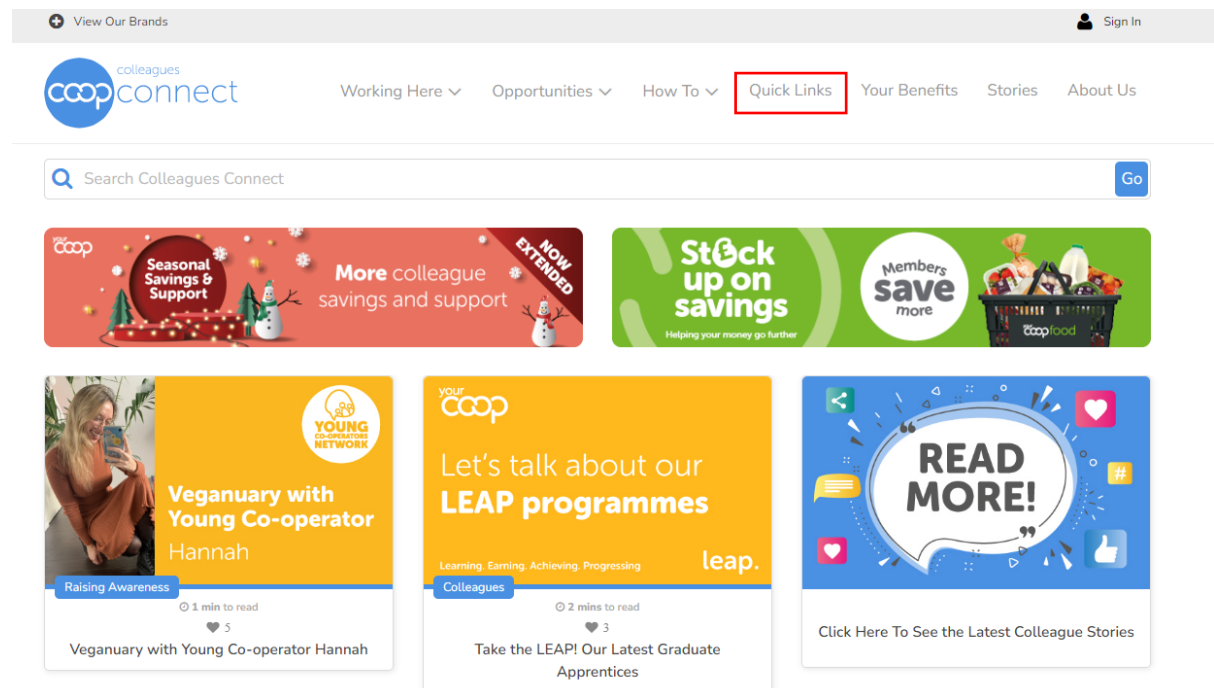 View Our Brands
Sign In
colleagues
coop connect
Working Here
Opportunities
How To
Quick Links
Your Benefits
Stories
About Us
Search Colleagues Connect
Go
your
coop
Seasonal
Savings &
Support
More colleague
savings and support
NOW
EXTENDED
St£ck
up on
savings
Helping your money go further
Members
save
more
your coop food
YOUNG
CO-OPERATORS
NETWORK
Veganuary with
Young Co-operator
Hannah
Raising Awareness
1 min to read
5
Veganuary with Young Co-operator Hannah
your
coop
Let's talk about our
LEAP programmes
Learning. Earning. Achieving. Progressing
leap.
Colleagues
2 mins to read
3
Take the LEAP! Our Latest Graduate
Apprentices
“
READ
MORE!
”
#
Click Here To See the Latest Colleague Stories